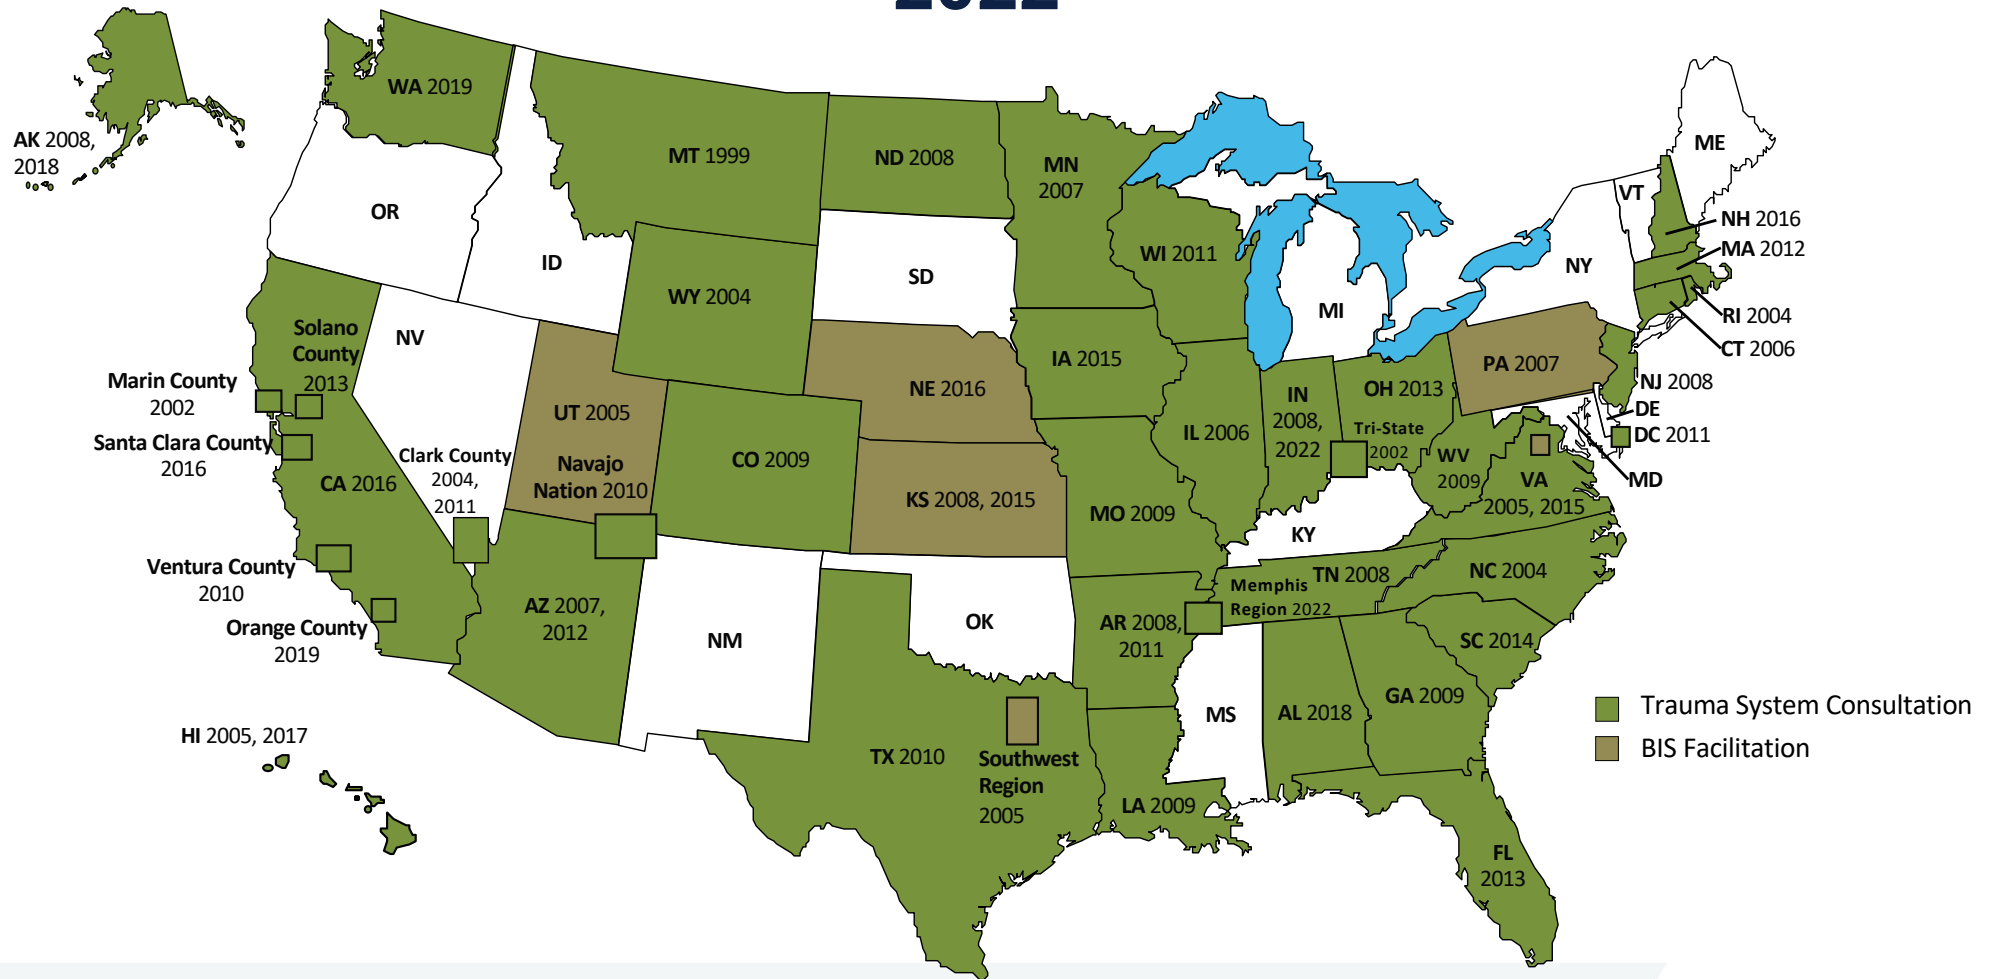 2022
WA 2019
AK 2008,
2018
MT 1999
ND 2008
MN
2007
ME
OR
VT
NH 2016
MA 2012
ID
WI 2011
NY
SD
WY 2004
MI
RI 2004
CT 2006
Solano
County
2013
NV
IA 2015
PA 2007
Marin County
2002
UT 2005
NE 2016
IN
2008,
2022
OH 2013
NJ 2008
DE
Santa Clara County
2016
Clark County
2004,
2011
Navajo
Nation 2010
CO 2009
IL 2006
Tri-State
2002
WV
2009
DC 2011
MD
CA 2016
KS 2008, 2015
MO 2009
VA
2005, 2015
KY
Ventura County
2010
AZ 2007,
2012
Memphis
Region 2022
TN 2008
NC 2004
Orange County
2019
NM
OK
AR 2008,
2011
SC 2014
HI 2005, 2017
TX 2010
Southwest
Region
2005
MS
AL 2018
GA 2009
LA 2009
FL
2013
Trauma System Consultation
BIS Facilitation